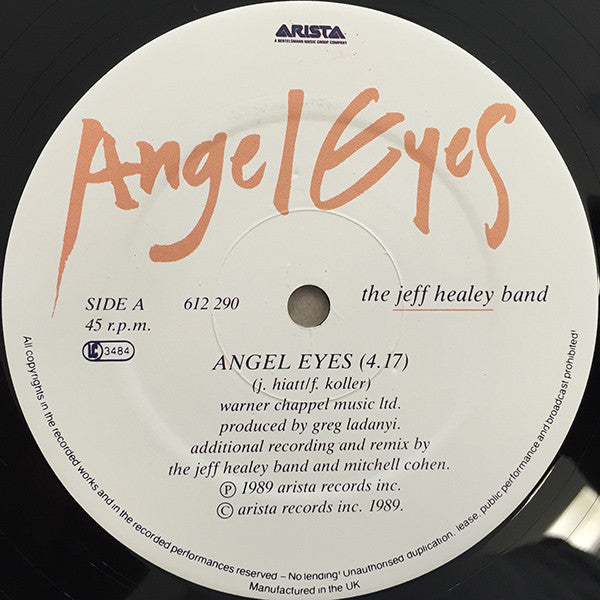 ARISTA
A BERTELSMANN MUSIC GROUP COMPANY
Angel Eyes
SIDE A 612 290
45 r.p.m.
the jeff healey band
LC 3484
ANGEL EYES (4.17)
(j. hiatt/f. koller)
warner chappel music ltd.
produced by greg ladanyi.
additional recording and remix by
the jeff healey band and mitchell cohen.
℗ 1989 arista records inc.
© arista records inc. 1989.
All copyrights in the recorded works and in the recorded performances reserved – No lending! Unauthorised duplication, lease, public performance and broadcast prohibited!
Manufactured in the UK